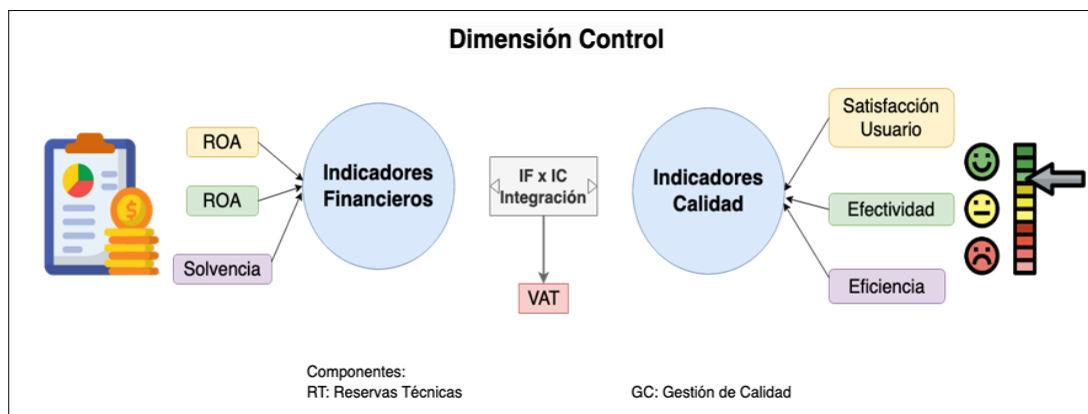 Dimensión Control
ROA
ROA
Solvencia
Indicadores
Financieros
IF x IC
Integración
VAT
Indicadores
Calidad
Satisfacción
Usuario
Efectividad
Eficiencia
$
Componentes:
RT: Reservas Técnicas
GC: Gestión de Calidad